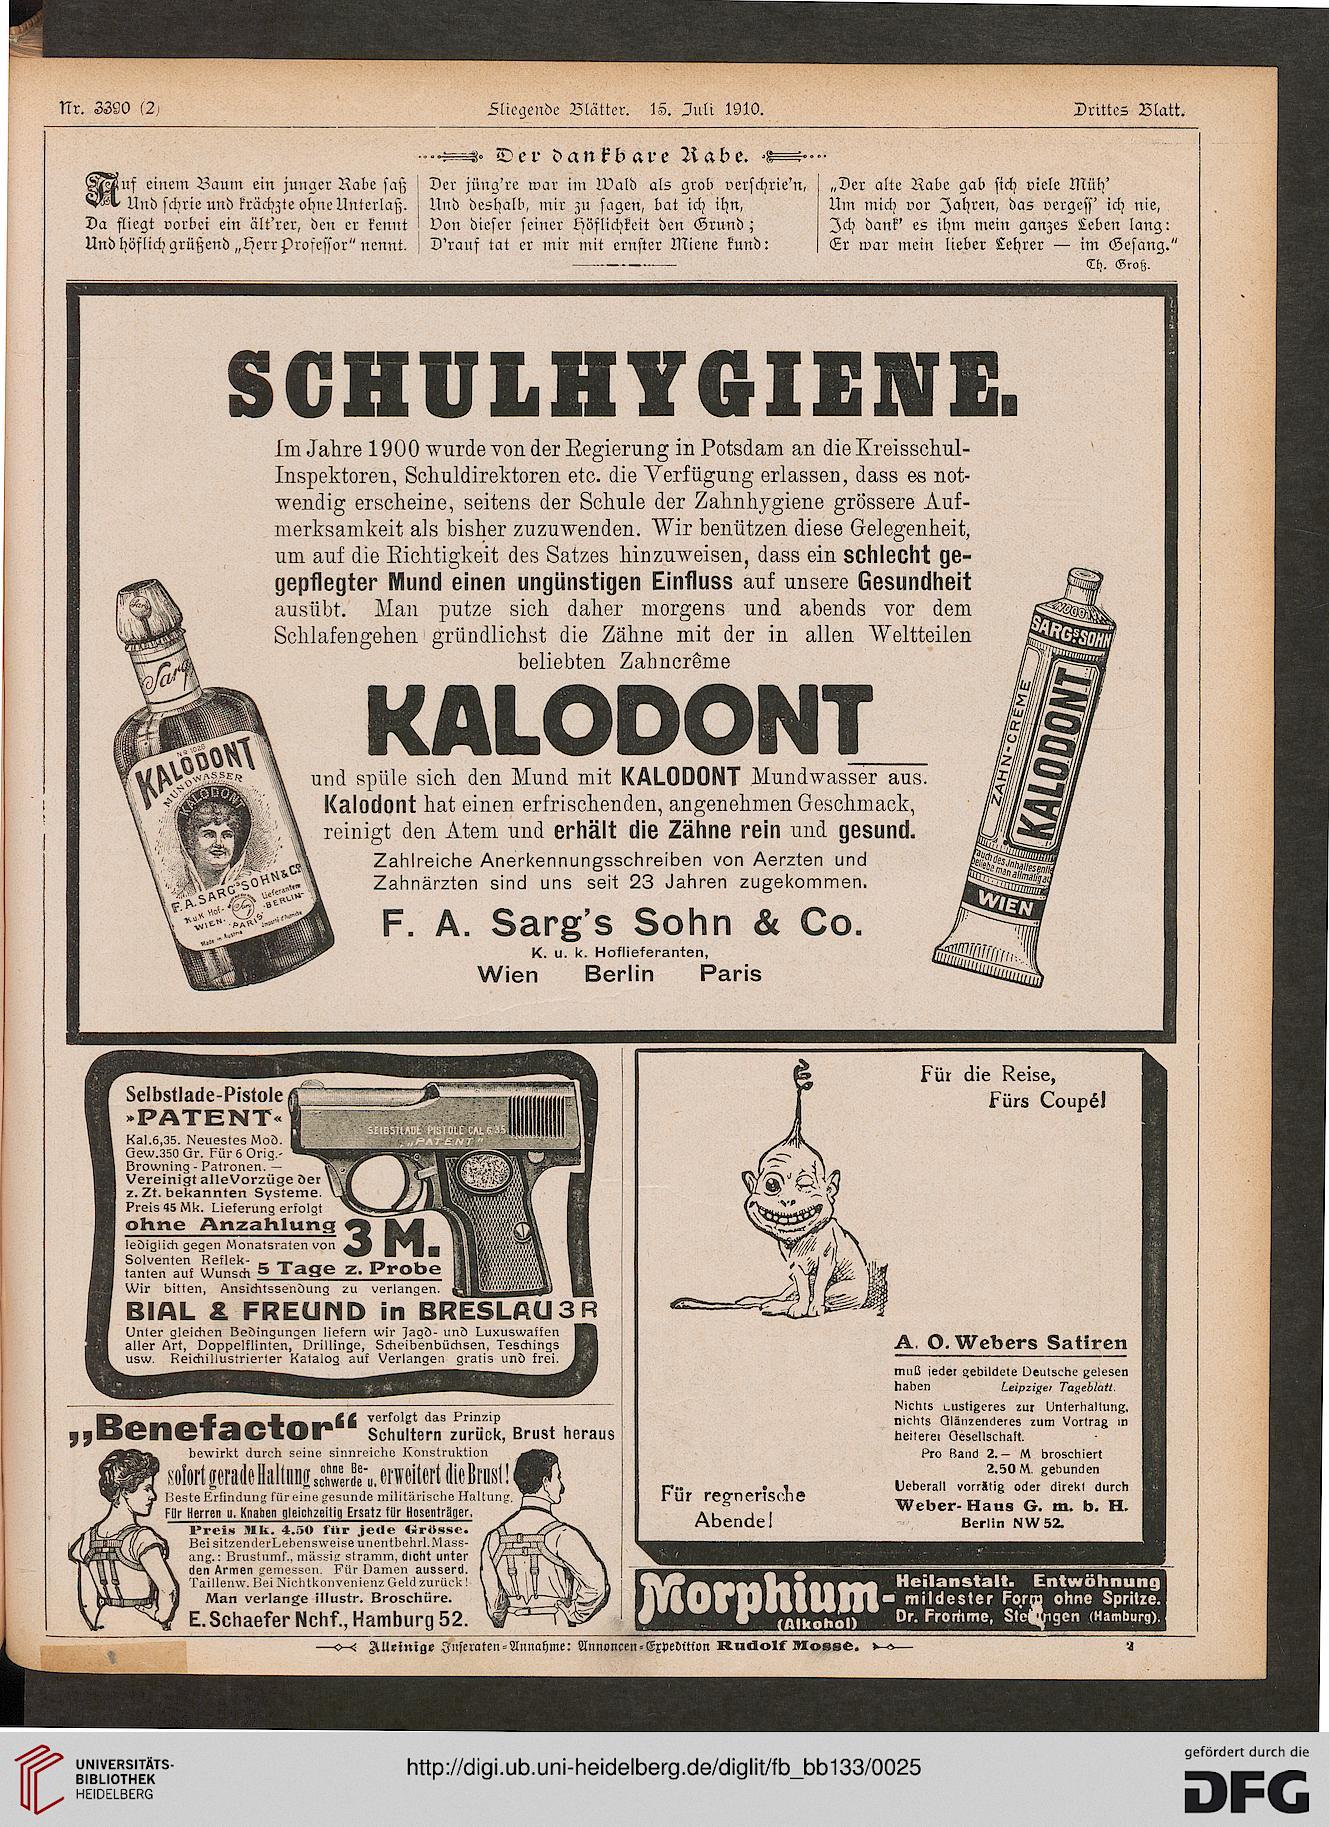 Nr. 3390 (2)
Fliegende Blätter. 15. Juli 1910.
Drittes Blatt.
Der dankbare Rabe.
Auf einem Baum ein junger Rabe saß
Und schrie und krächzte ohne Unterlaß.
Da fliegt vorbei ein ält'rer, den er kennt
Und höflich grüßend „Herr Professor" nennt.
Der jüng're war im Wald als grob verschrie'n,
Und deshalb, mir zu sagen, bat ich ihn,
Von dieser seiner Höflichkeit den Grund;
D'rauf tat er mir mit ernster Miene kund:
„Der alte Rabe gab sich viele Müh'
Um mich vor Jahren, das vergess' ich nie,
Ich dank' es ihm mein ganzes Leben lang:
Er war mein lieber Lehrer — im Gesang."
Th. Groß.
SCHULHYGIENE.
Im Jahre 1900 wurde von der Regierung in Potsdam an die Kreisschul-
Inspektoren, Schuldirektoren etc. die Verfügung erlassen, dass es not-
wendig erscheine, seitens der Schule der Zahnhygiene grössere Auf-
merksamkeit als bisher zuzuwenden. Wir benützen diese Gelegenheit,
um auf die Richtigkeit des Satzes hinzuweisen, dass ein schlecht ge-
gepflegter Mund einen ungünstigen Einfluss auf unsere Gesundheit
ausübt. Man putze sich daher morgens und abends vor dem
Schlafengehen gründlichst die Zähne mit der in allen Weltteilen
beliebten Zahncrême
KALODONT
und spüle sich den Mund mit KALODONT Mundwasser aus.
Kalodont hat einen erfrischenden, angenehmen Geschmack,
reinigt den Atem und erhält die Zähne rein und gesund.
Zahlreiche Anerkennungsschreiben von Aerzten und
Zahnärzten sind uns seit 23 Jahren zugekommen.
F. A. Sarg's Sohn & Co.
K. u. k. Hoflieferanten,
Wien Berlin Paris
Sarg
No 1026
KALODONT
MUNDWASSER
KALODONT
F. A. SARG'S SOHN & Co
K.u.K. Hof- Lieferanten
WIEN. PARIS. BERLIN
Made in Austria
SARG'S SOHN
ZAHN-CREME
KALODONT
WIEN
Selbstlade-Pistole
»PATENT«
Kal.6,35. Neuestes Mod.
Gew.350 Gr. Für 6 Orig.-
Browning-Patronen. —
Vereinigt alle Vorzüge der
z. Zt. bekannten Systeme.
Preis 45 Mk. Lieferung erfolgt
ohne Anzahlung
lediglich gegen Monatsraten von 3 M.
Solventen Reflek-
tanten auf Wunsch 5 Tage z. Probe
Wir bitten, Ansichtssendung zu verlangen.
BIAL & FREUND in BRESLAU 3 R
Unter gleichen Bedingungen liefern wir Jagd- und Luxuswaffen
aller Art, Doppelflinten, Drillinge, Scheibenbüchsen, Teschings
usw. Reichillustrierter Katalog auf Verlangen gratis und frei.
SELBSTLADE PISTOLE CAL 6.35
„PATENT"
Für die Reise,
Fürs Coupé!
A. O. Webers Satiren
muß jeder gebildete Deutsche gelesen
haben Leipziger Tageblatt.
Nichts Lustigeres zur Unterhaltung,
nichts Glänzenderes zum Vortrag in
heiterer Gesellschaft.
Pro Band 2.— M broschiert
2.50 M. gebunden
Ueberall vorrätig oder direkt durch
Weber-Haus G. m. b. H.
Berlin NW 52.
Für regnerische
Abende!
„Benefactor“ verfolgt das Prinzip
Schultern zurück, Brust heraus
bewirkt durch seine sinnreiche Konstruktion
sofort gerade Haltung ohne Be-schwerde u. erweitert die Brust!
Beste Erfindung für eine gesunde militärische Haltung.
Für Herren u. Knaben gleichzeitig Ersatz für Hosenträger.
Preis Mk. 4.50 für jede Grösse.
Bei sitzender Lebensweise unentbehrl. Mass-
ang.: Brustumf., mässig stramm, dicht unter
den Armen gemessen. Für Damen ausserd.
Taillenw. Bei Nichtkonvenienz Geld zurück!
Man verlange illustr. Broschüre.
E. Schaefer Nchf., Hamburg 52.
Morphium-
(Alkohol)
Heilanstalt. Entwöhnung
mildester Form ohne Spritze.
Dr. Fromme, (Hamburg).
Alleinige Inseraten-Annahme: Annoncen-Expedition Rudolf Mosse.
2
UNIVERSITÄTS-
BIBLIOTHEK
HEIDELBERG
http://digi.ub.uni-heidelberg.de/diglit/fb_bb133/0025
gefördert durch die
DFG